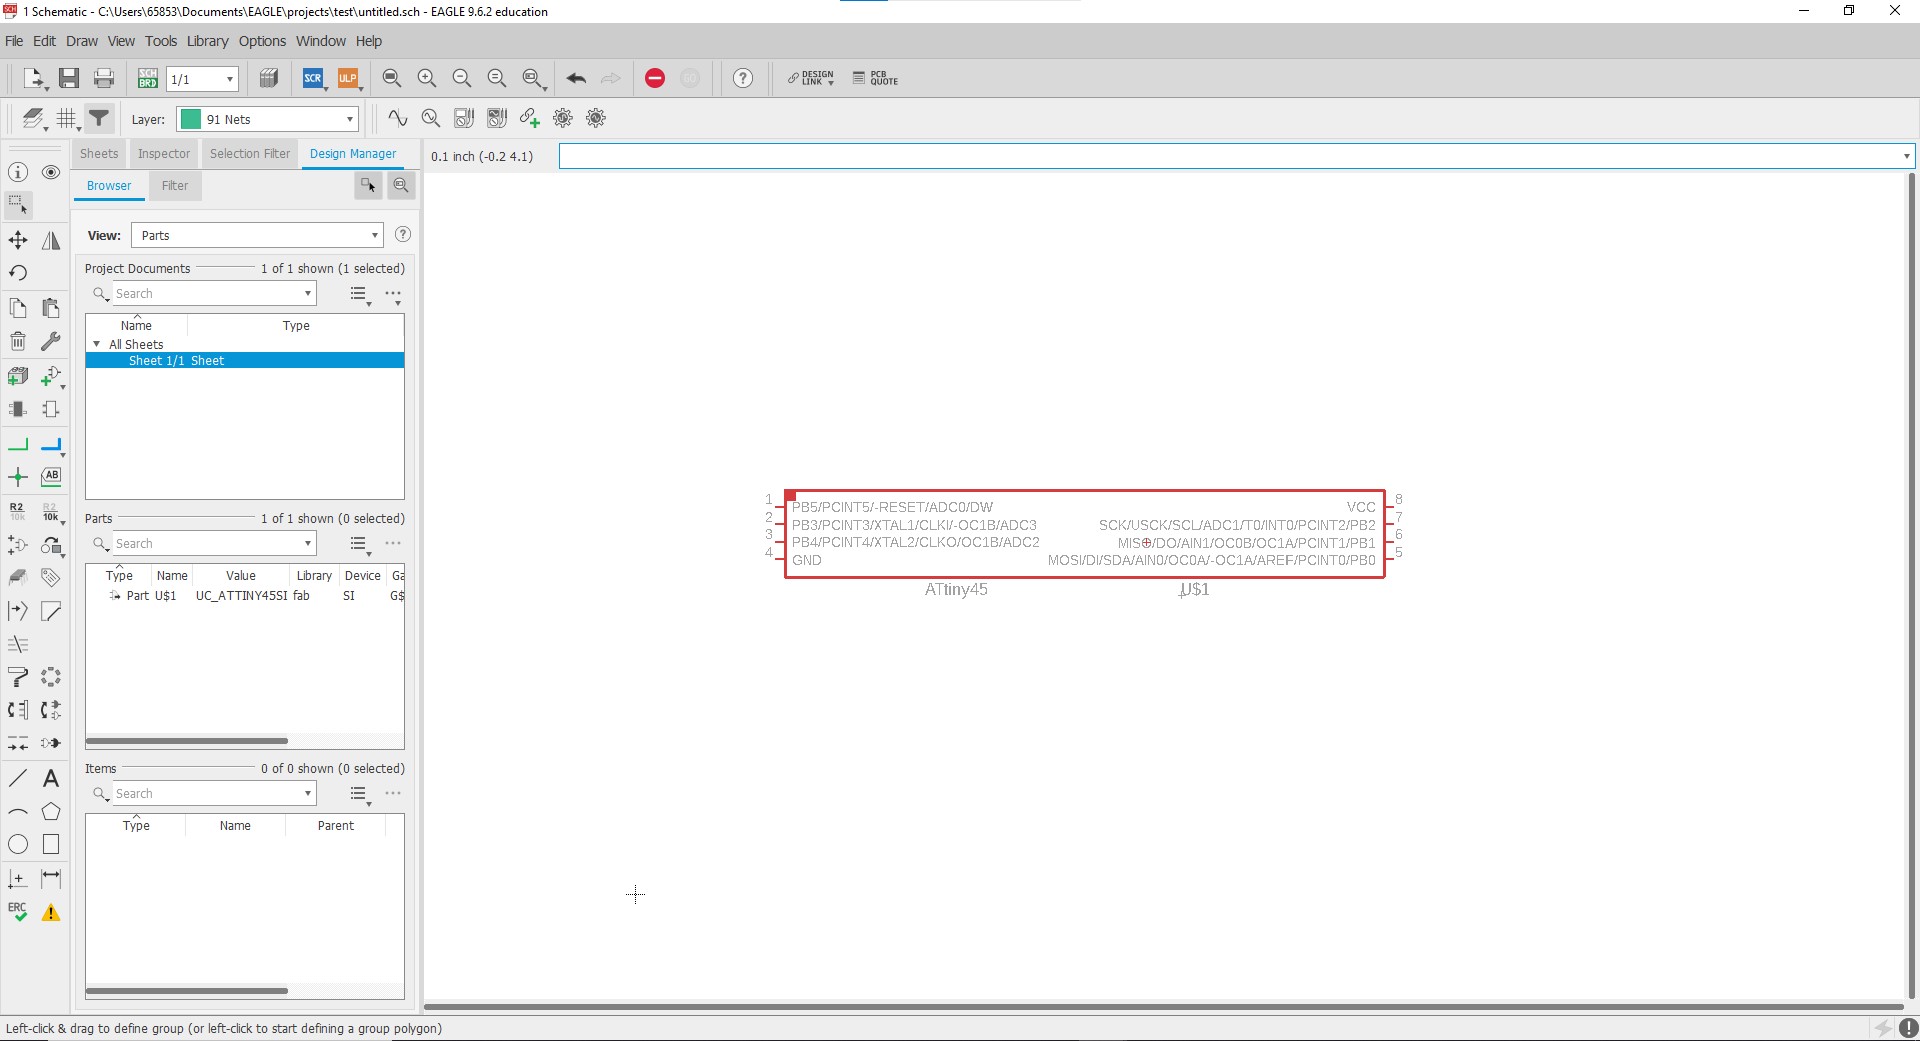 1 Schematic - C:\Users\65853\Documents\EAGLE\projects\test\untitled.sch - EAGLE 9.6.2 education
File Edit Draw View Tools Library Options Window Help
SCH BRD 1/1 SCR ULP DESIGN LINK PCB QUOTE
Layer: 91 Nets
Sheets Inspector Selection Filter Design Manager
0.1 inch (-0.2 4.1)
Browser Filter
View: Parts
Project Documents 1 of 1 shown (1 selected)
Search
Name Type
All Sheets
Sheet 1/1 Sheet
Parts 1 of 1 shown (0 selected)
Search
Type Name Value Library Device Ga
Part U$1 UC_ATTINY45SI fab SI G$
Items 0 of 0 shown (0 selected)
Search
Type Name Parent
AB
R2 10k R2 10k
A
ERC
1 PB5/PCINT5/-RESET/ADC0/DW VCC 8
2 PB3/PCINT3/XTAL1/CLKI/-OC1B/ADC3 SCK/USCK/SCL/ADC1/T0/INT0/PCINT2/PB2 7
3 PB4/PCINT4/XTAL2/CLKO/OC1B/ADC2 MISO/DO/AIN1/OC0B/OC1A/PCINT1/PB1 6
4 GND MOSI/DI/SDA/AIN0/OC0A/-OC1A/AREF/PCINT0/PB0 5
ATtiny45 U$1
Left-click & drag to define group (or left-click to start defining a group polygon)